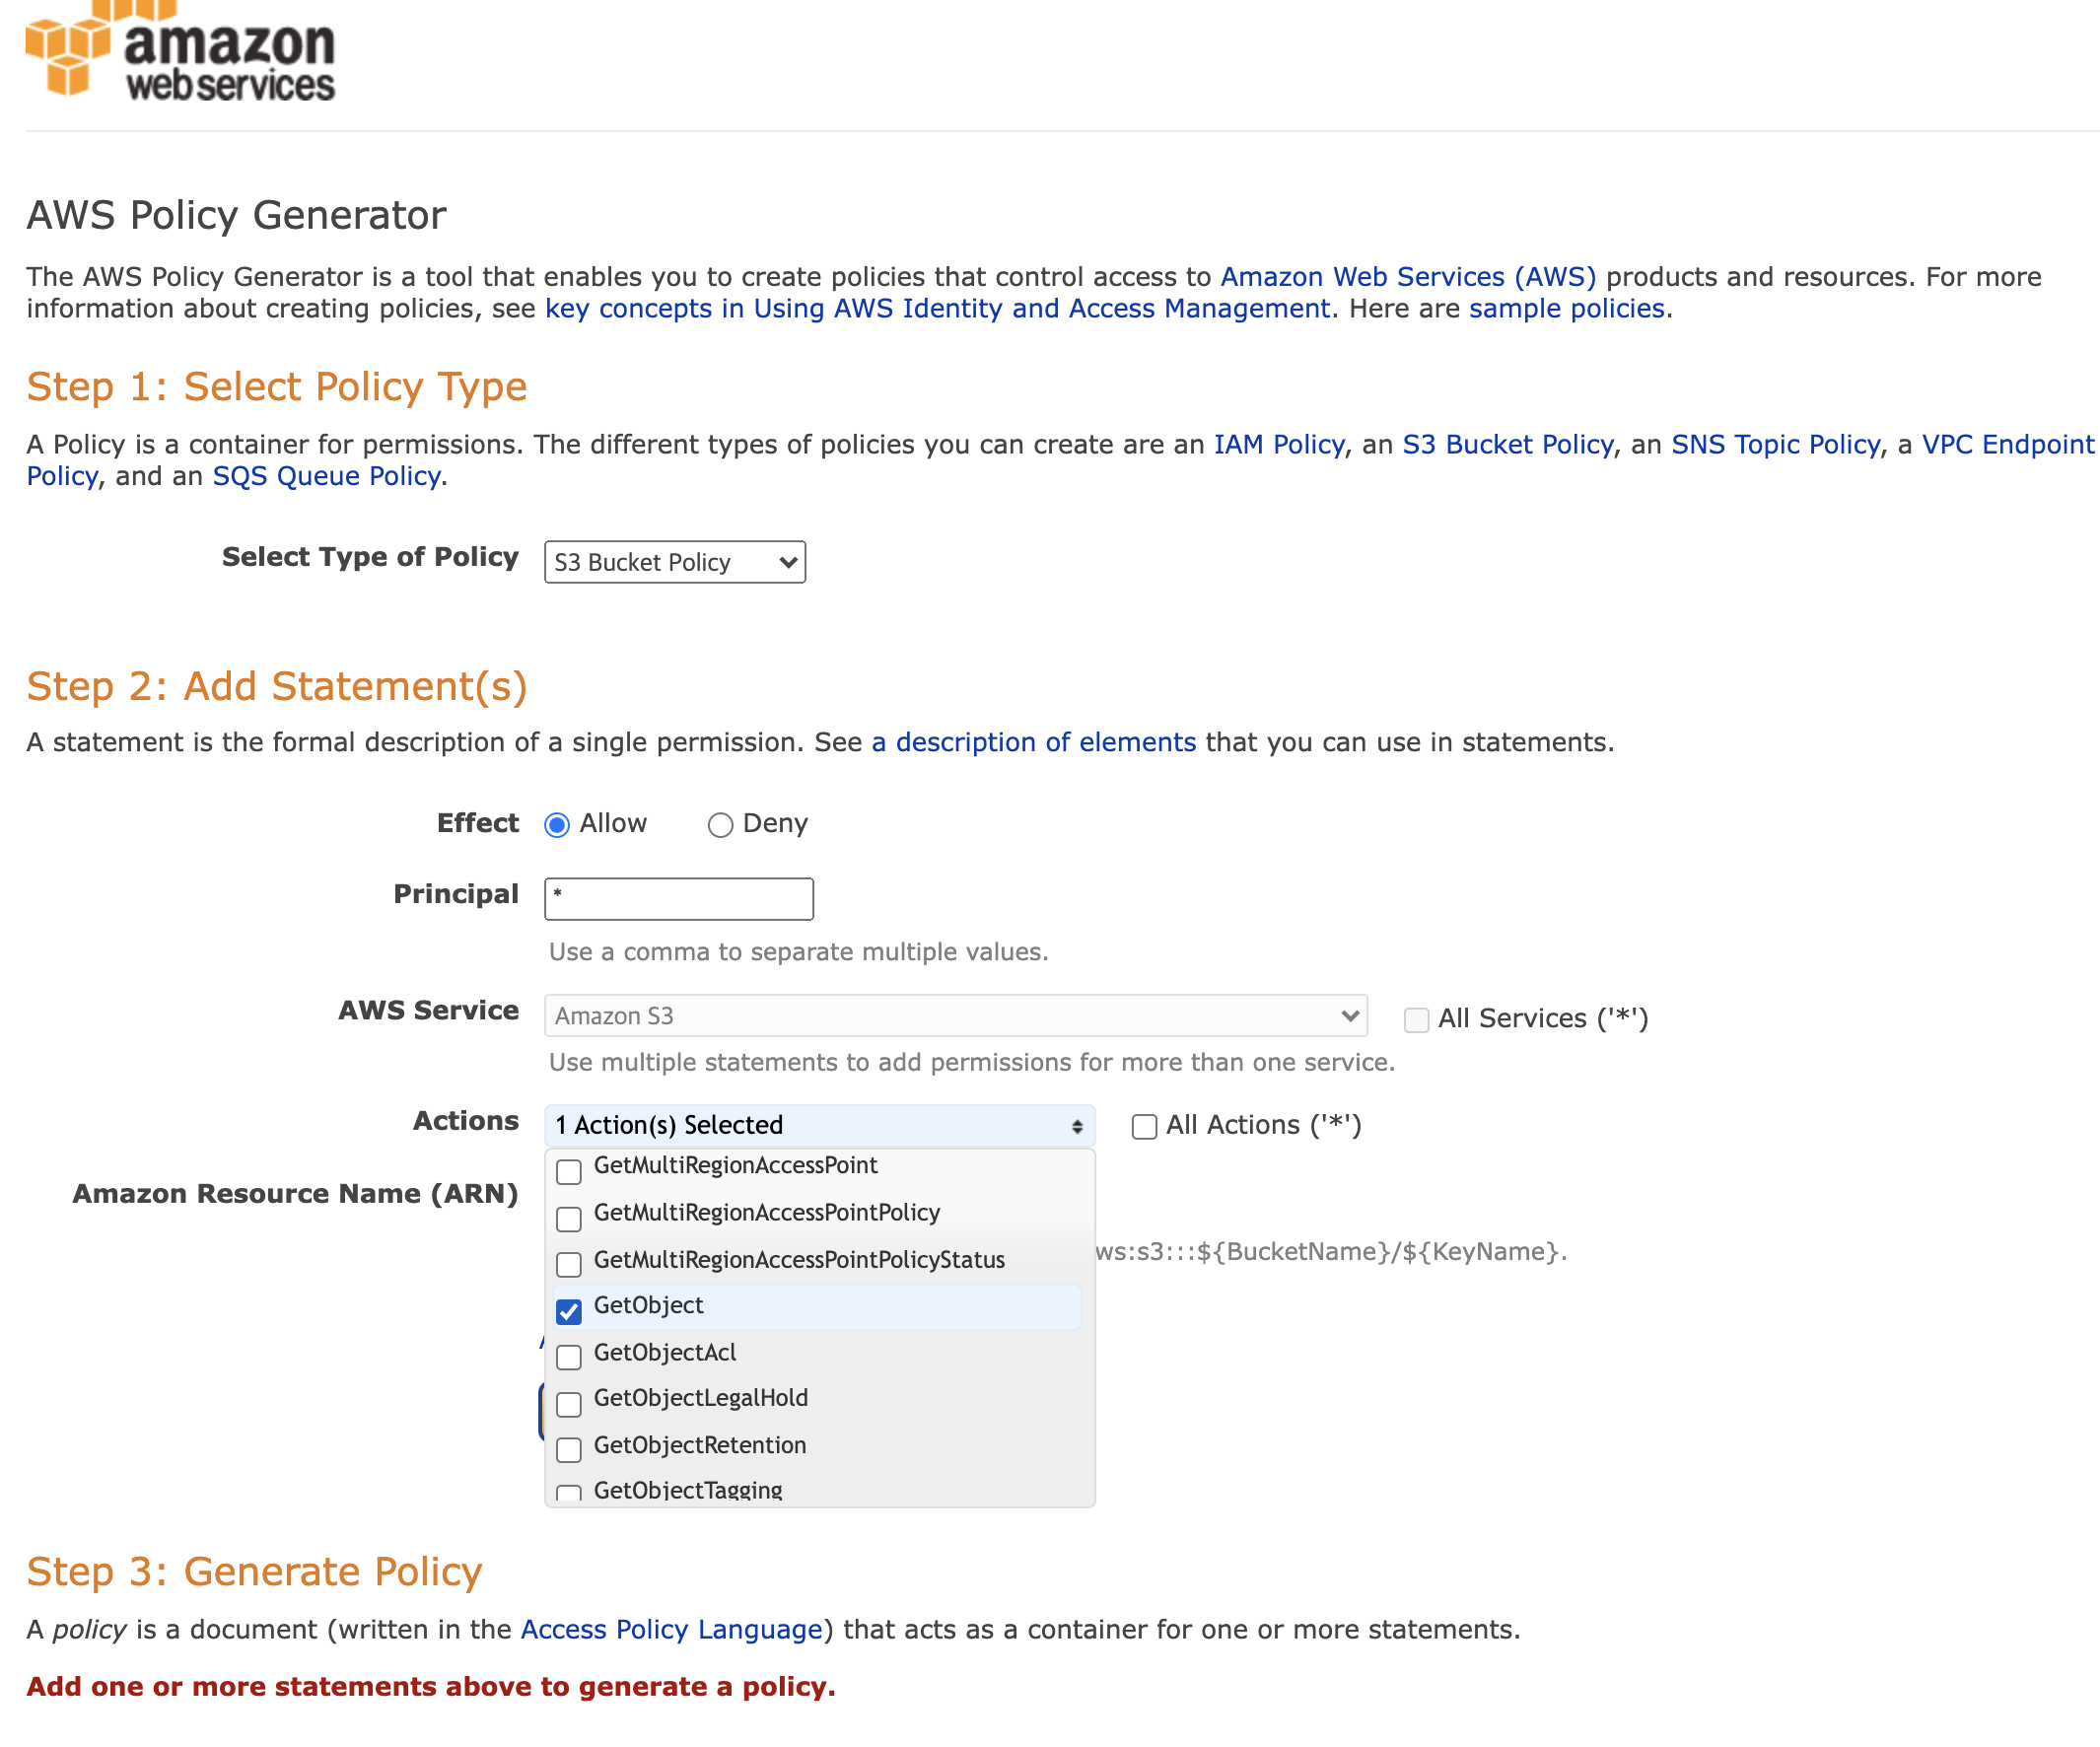 amazon
webservices
AWS Policy Generator
The AWS Policy Generator is a tool that enables you to create policies that control access to Amazon Web Services (AWS) products and resources. For more
information about creating policies, see key concepts in Using AWS Identity and Access Management. Here are sample policies.
Step 1: Select Policy Type
A Policy is a container for permissions. The different types of policies you can create are an IAM Policy, an S3 Bucket Policy, an SNS Topic Policy, a VPC Endpoint
Policy, and an SQS Queue Policy.
Select Type of Policy S3 Bucket Policy
Step 2: Add Statement(s)
A statement is the formal description of a single permission. See a description of elements that you can use in statements.
Effect Allow Deny
Principal *
Use a comma to separate multiple values.
AWS Service Amazon S3 All Services ('*')
Use multiple statements to add permissions for more than one service.
Actions 1 Action(s) Selected All Actions ('*')
GetMultiRegionAccessPoint
Amazon Resource Name (ARN)
GetMultiRegionAccessPointPolicy
ws:s3:::${BucketName}/${KeyName}.
GetMultiRegionAccessPointPolicyStatus
GetObject
GetObjectAcl
GetObjectLegalHold
GetObjectRetention
GetObjectTagging
Step 3: Generate Policy
A policy is a document (written in the Access Policy Language) that acts as a container for one or more statements.
Add one or more statements above to generate a policy.